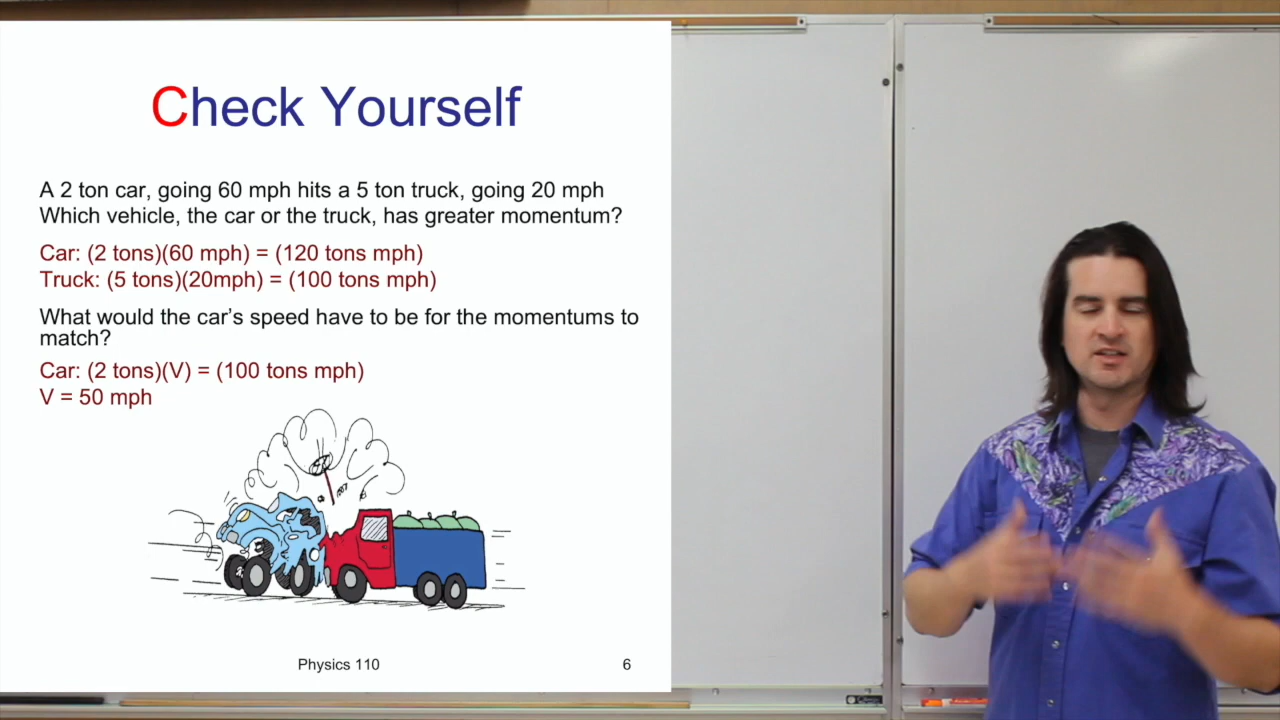 Check Yourself
A 2 ton car, going 60 mph hits a 5 ton truck, going 20 mph
Which vehicle, the car or the truck, has greater momentum?
Car: (2 tons)(60 mph) = (120 tons mph)
Truck: (5 tons)(20mph) = (100 tons mph)
What would the car's speed have to be for the momentums to
match?
Car: (2 tons)(V) = (100 tons mph)
V = 50 mph
Physics 110
6